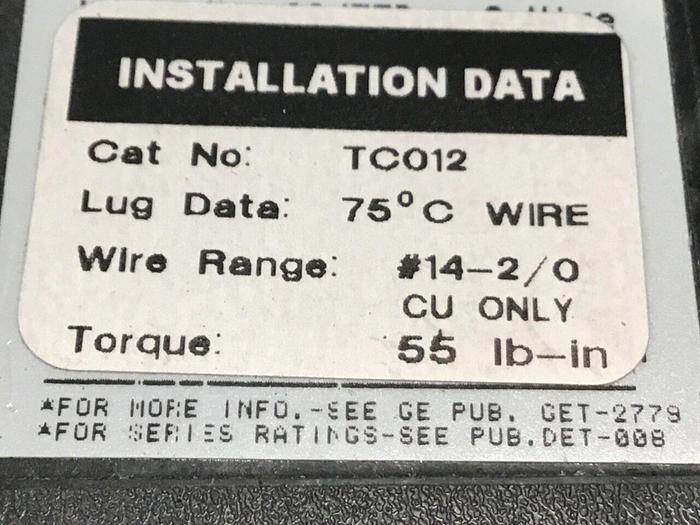 INSTALLATION DATA
Cat No: TC012
Lug Data: 75°C WIRE
Wire Range: #14-2/0
CU ONLY
Torque: 55 lb-in
*FOR MORE INFO.-SEE GE PUB. GET-2779
*FOR SERIES RATINGS-SEE PUB.DET-008